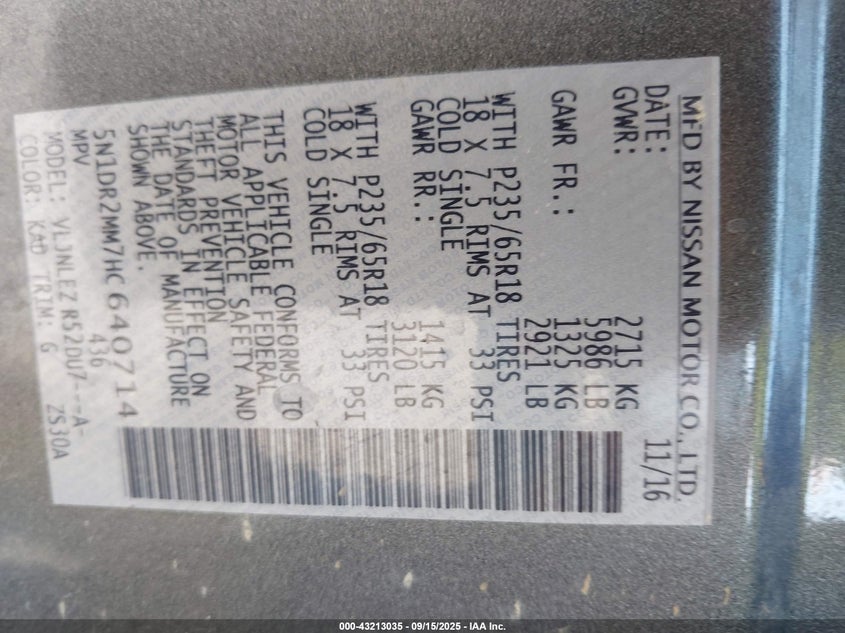 MFD BY NISSAN MOTOR CO., LTD.
DATE: 11/16
GVWR: 2715 KG
5986 LB
GAWR FR.: 1325 KG
2921 LB
WITH P235/65R18 TIRES
18 X 7.5 RIMS AT 33 PSI
COLD SINGLE
GAWR RR.: 1415 KG
3120 LB
WITH P235/65R18 TIRES
18 X 7.5 RIMS AT 33 PSI
COLD SINGLE
THIS VEHICLE CONFORMS TO
ALL APPLICABLE FEDERAL
MOTOR VEHICLE SAFETY AND
THEFT PREVENTION
STANDARDS IN EFFECT ON
THE DATE OF MANUFACTURE
SHOWN ABOVE.
5N1DR2MM7HC640714
MPV 436
MODEL: VLJNLEZ R52DU7---A-
COLOR: KAD TRIM: G 2S30A
000-43213035 - 09/15/2025 - IAA Inc.